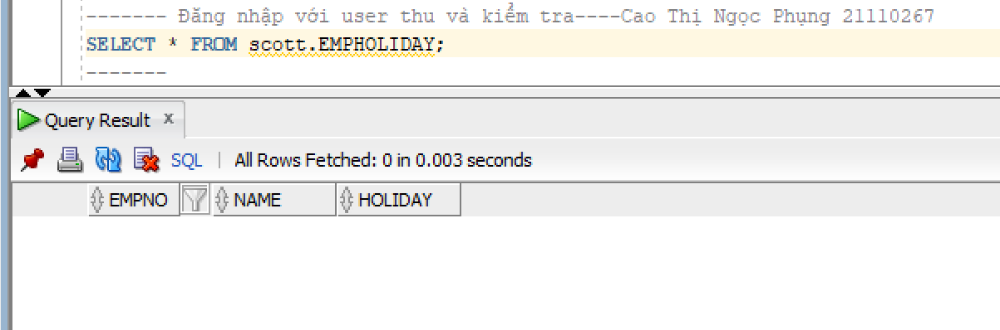 ------- Đăng nhập với user thu và kiểm tra----Cao Thị Ngọc Phụng 21110267
SELECT * FROM scott.EMPHOLIDAY;
-------
Query Result x
SQL | All Rows Fetched: 0 in 0.003 seconds
EMPNO NAME HOLIDAY